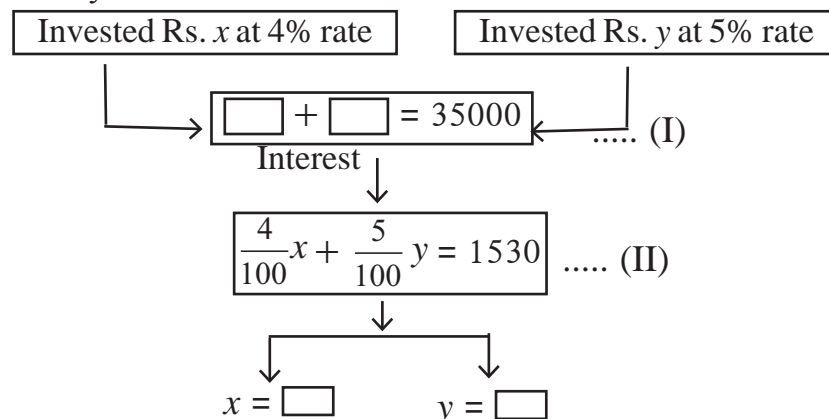 Invested Rs. x at 4% rate
Invested Rs. y at 5% rate
+ = 35000 ..... (I)
Interest
4/100 x + 5/100 y = 1530 ..... (II)
x =
y =